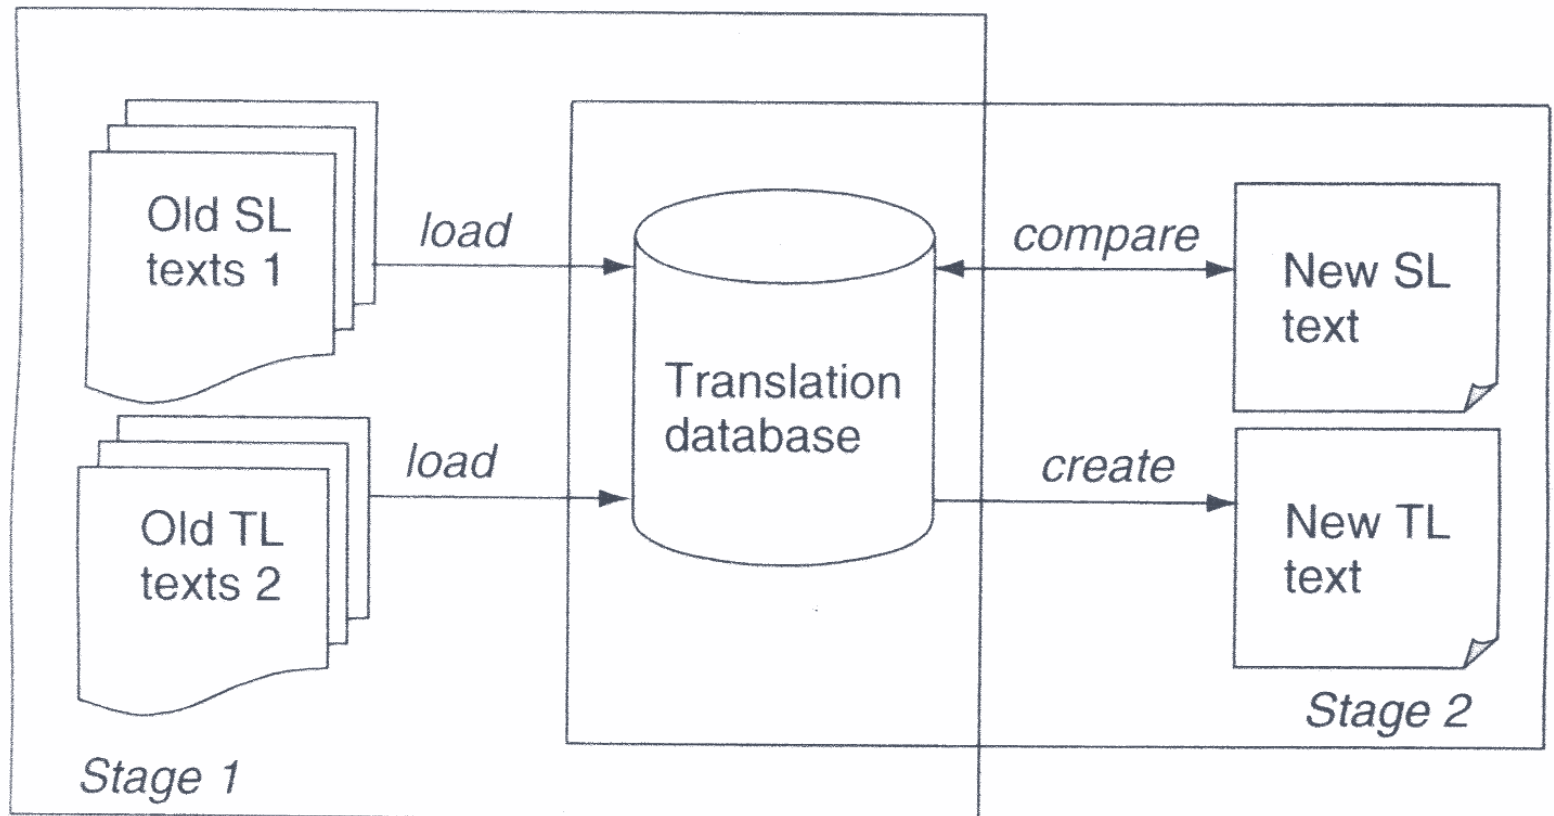 Old SL
texts 1
load
Translation
database
compare
New SL
text
Old TL
texts 2
load
create
New TL
text
Stage 1
Stage 2